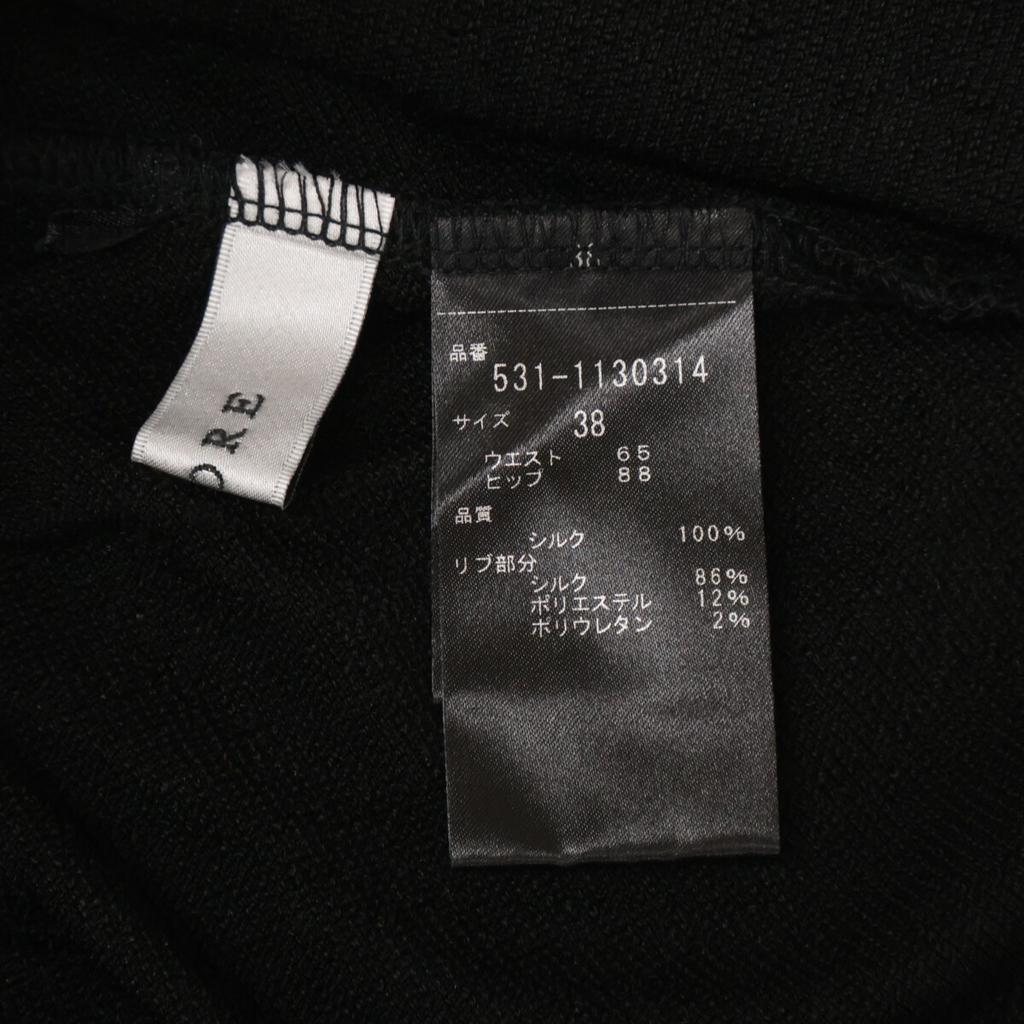 ORE
品番
531-1130314
サイズ 38
ウエスト 65
ヒップ 88
品質
シルク 100%
リブ部分
シルク 86%
ポリエステル 12%
ポリウレタン 2%